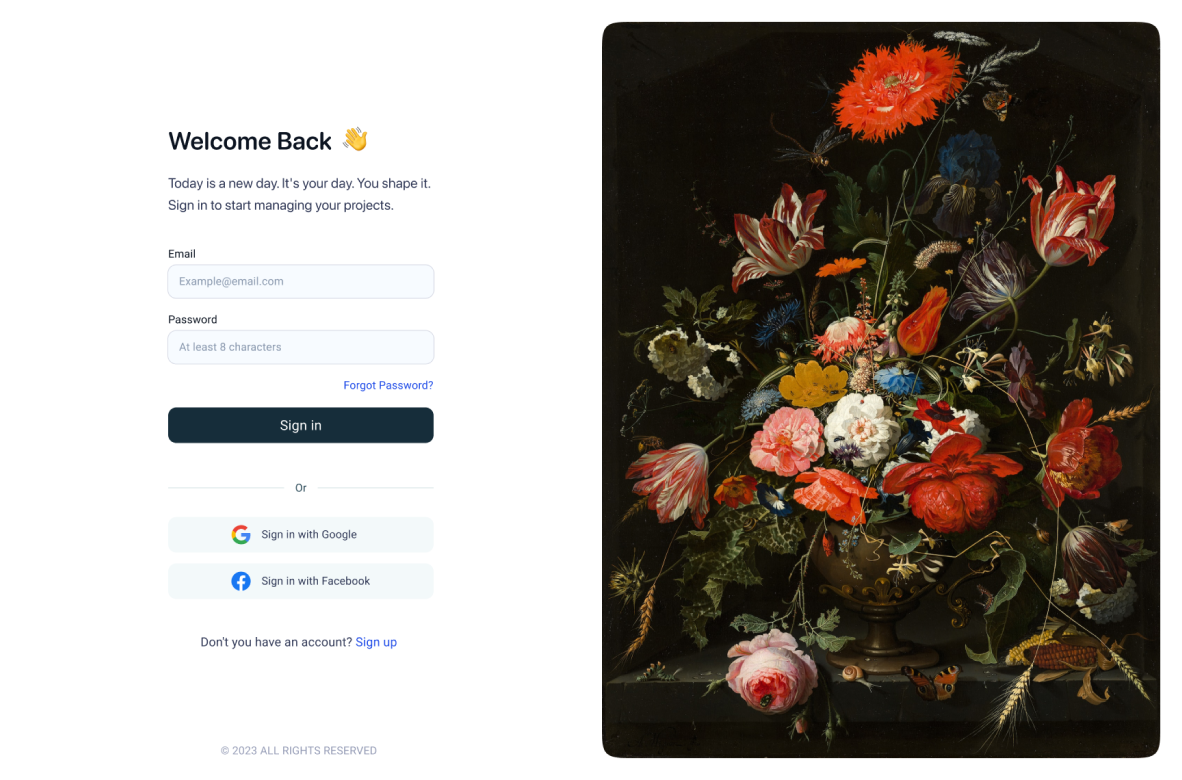 Welcome Back 👋
Today is a new day. It's your day. You shape it.
Sign in to start managing your projects.
Email
Example@email.com
Password
At least 8 characters
Forgot Password?
Sign in
Or
Sign in with Google
Sign in with Facebook
Don't you have an account? Sign up
© 2023 ALL RIGHTS RESERVED